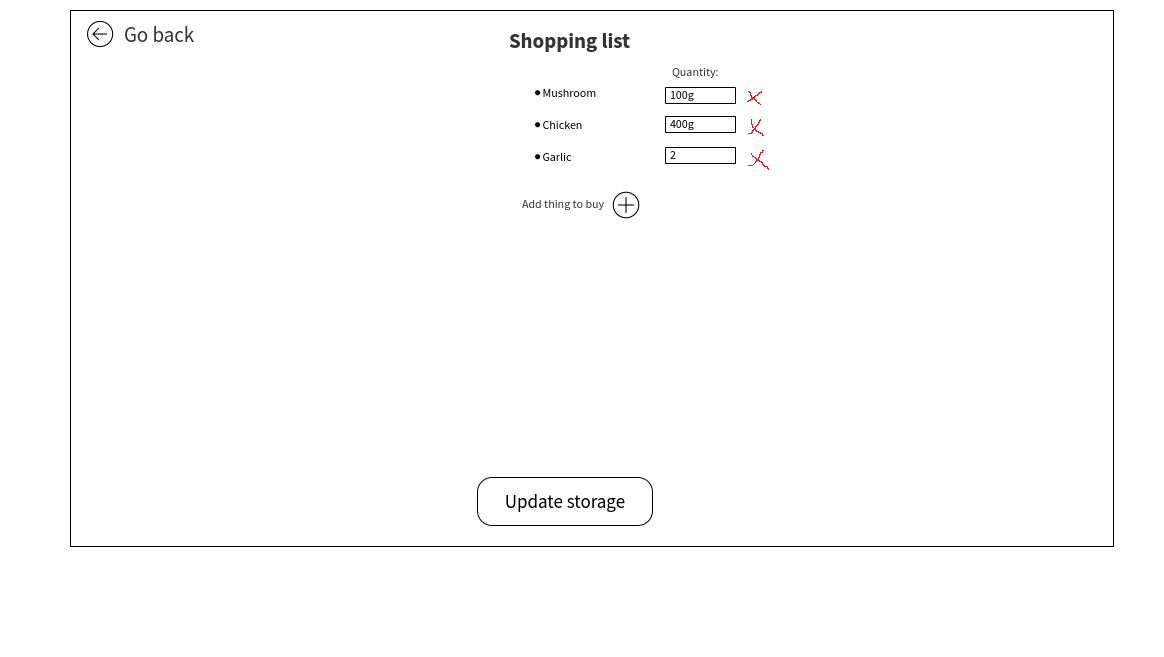 Go back
Shopping list
Quantity:
Mushroom 100g
Chicken 400g
Garlic 2
Add thing to buy
Update storage